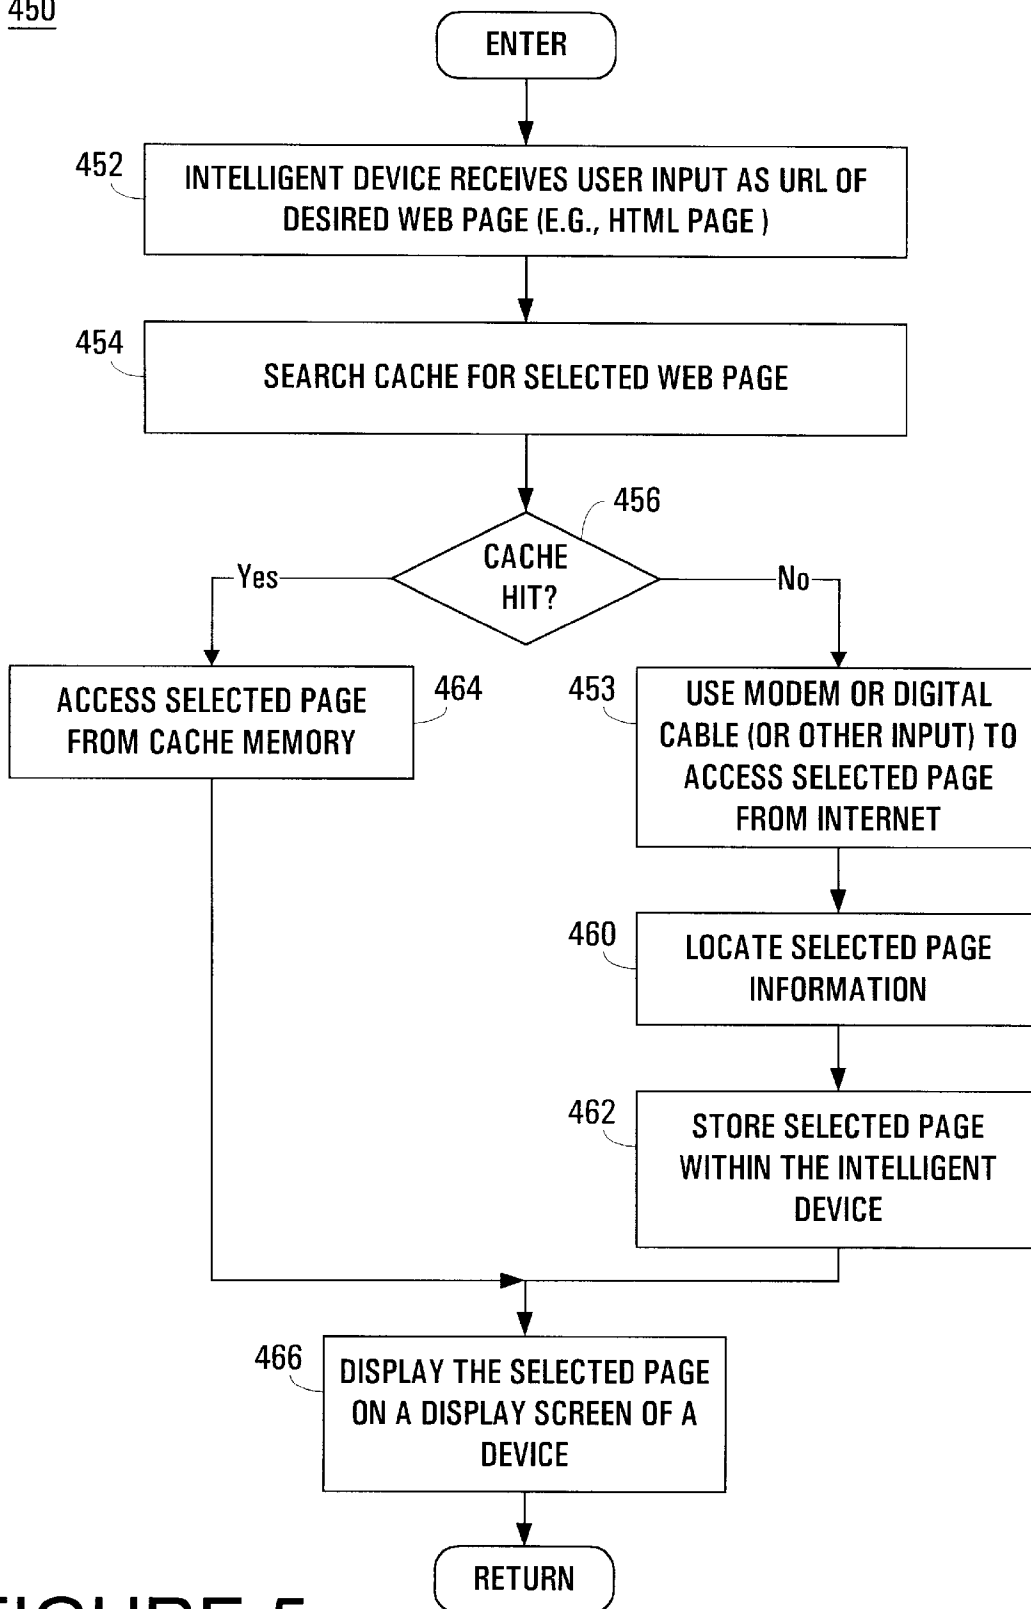 450
ENTER
452
INTELLIGENT DEVICE RECEIVES USER INPUT AS URL OF
DESIRED WEB PAGE (E.G., HTML PAGE )
454
SEARCH CACHE FOR SELECTED WEB PAGE
456
CACHE
HIT?
Yes
No
ACCESS SELECTED PAGE
FROM CACHE MEMORY
464
453
USE MODEM OR DIGITAL
CABLE (OR OTHER INPUT) TO
ACCESS SELECTED PAGE
FROM INTERNET
460
LOCATE SELECTED PAGE
INFORMATION
462
STORE SELECTED PAGE
WITHIN THE INTELLIGENT
DEVICE
466
DISPLAY THE SELECTED PAGE
ON A DISPLAY SCREEN OF A
DEVICE
RETURN
FIGURE 5